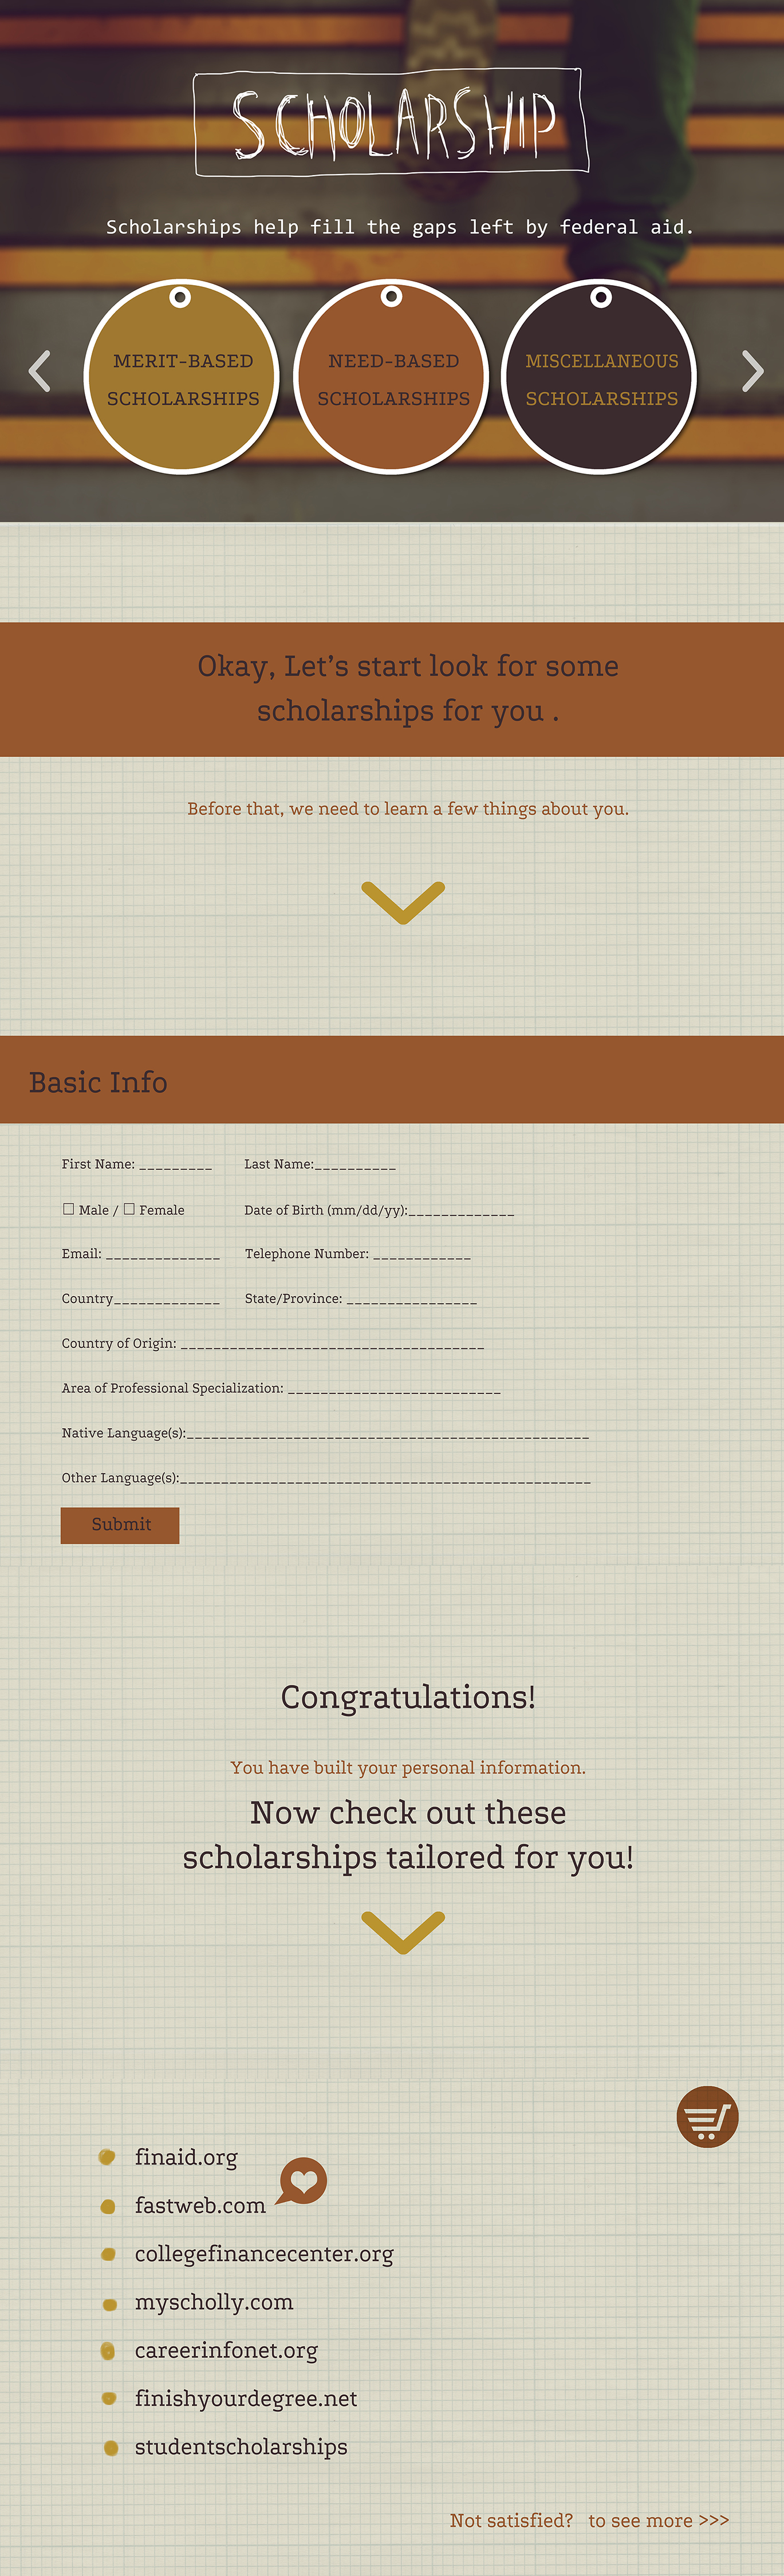 SCHOLARSHIP
Scholarships help fill the gaps left by federal aid.
MERIT-BASED
SCHOLARSHIPS
NEED-BASED
SCHOLARSHIPS
MISCELLANEOUS
SCHOLARSHIPS
Okay, Let’s start look for some
scholarships for you .
Before that, we need to learn a few things about you.
Basic Info
First Name: _________ Last Name:__________
☐ Male / ☐ Female Date of Birth (mm/dd/yy):_____________
Email: ______________ Telephone Number: ____________
Country_____________ State/Province: ________________
Country of Origin: _____________________________________
Area of Professional Specialization: __________________________
Native Language(s):_________________________________________________
Other Language(s):__________________________________________________
Submit
Congratulations!
You have built your personal information.
Now check out these
scholarships tailored for you!
finaid.org
fastweb.com
collegefinancecenter.org
myscholly.com
careerinfonet.org
finishyourdegree.net
studentscholarships
Not satisfied? to see more >>>